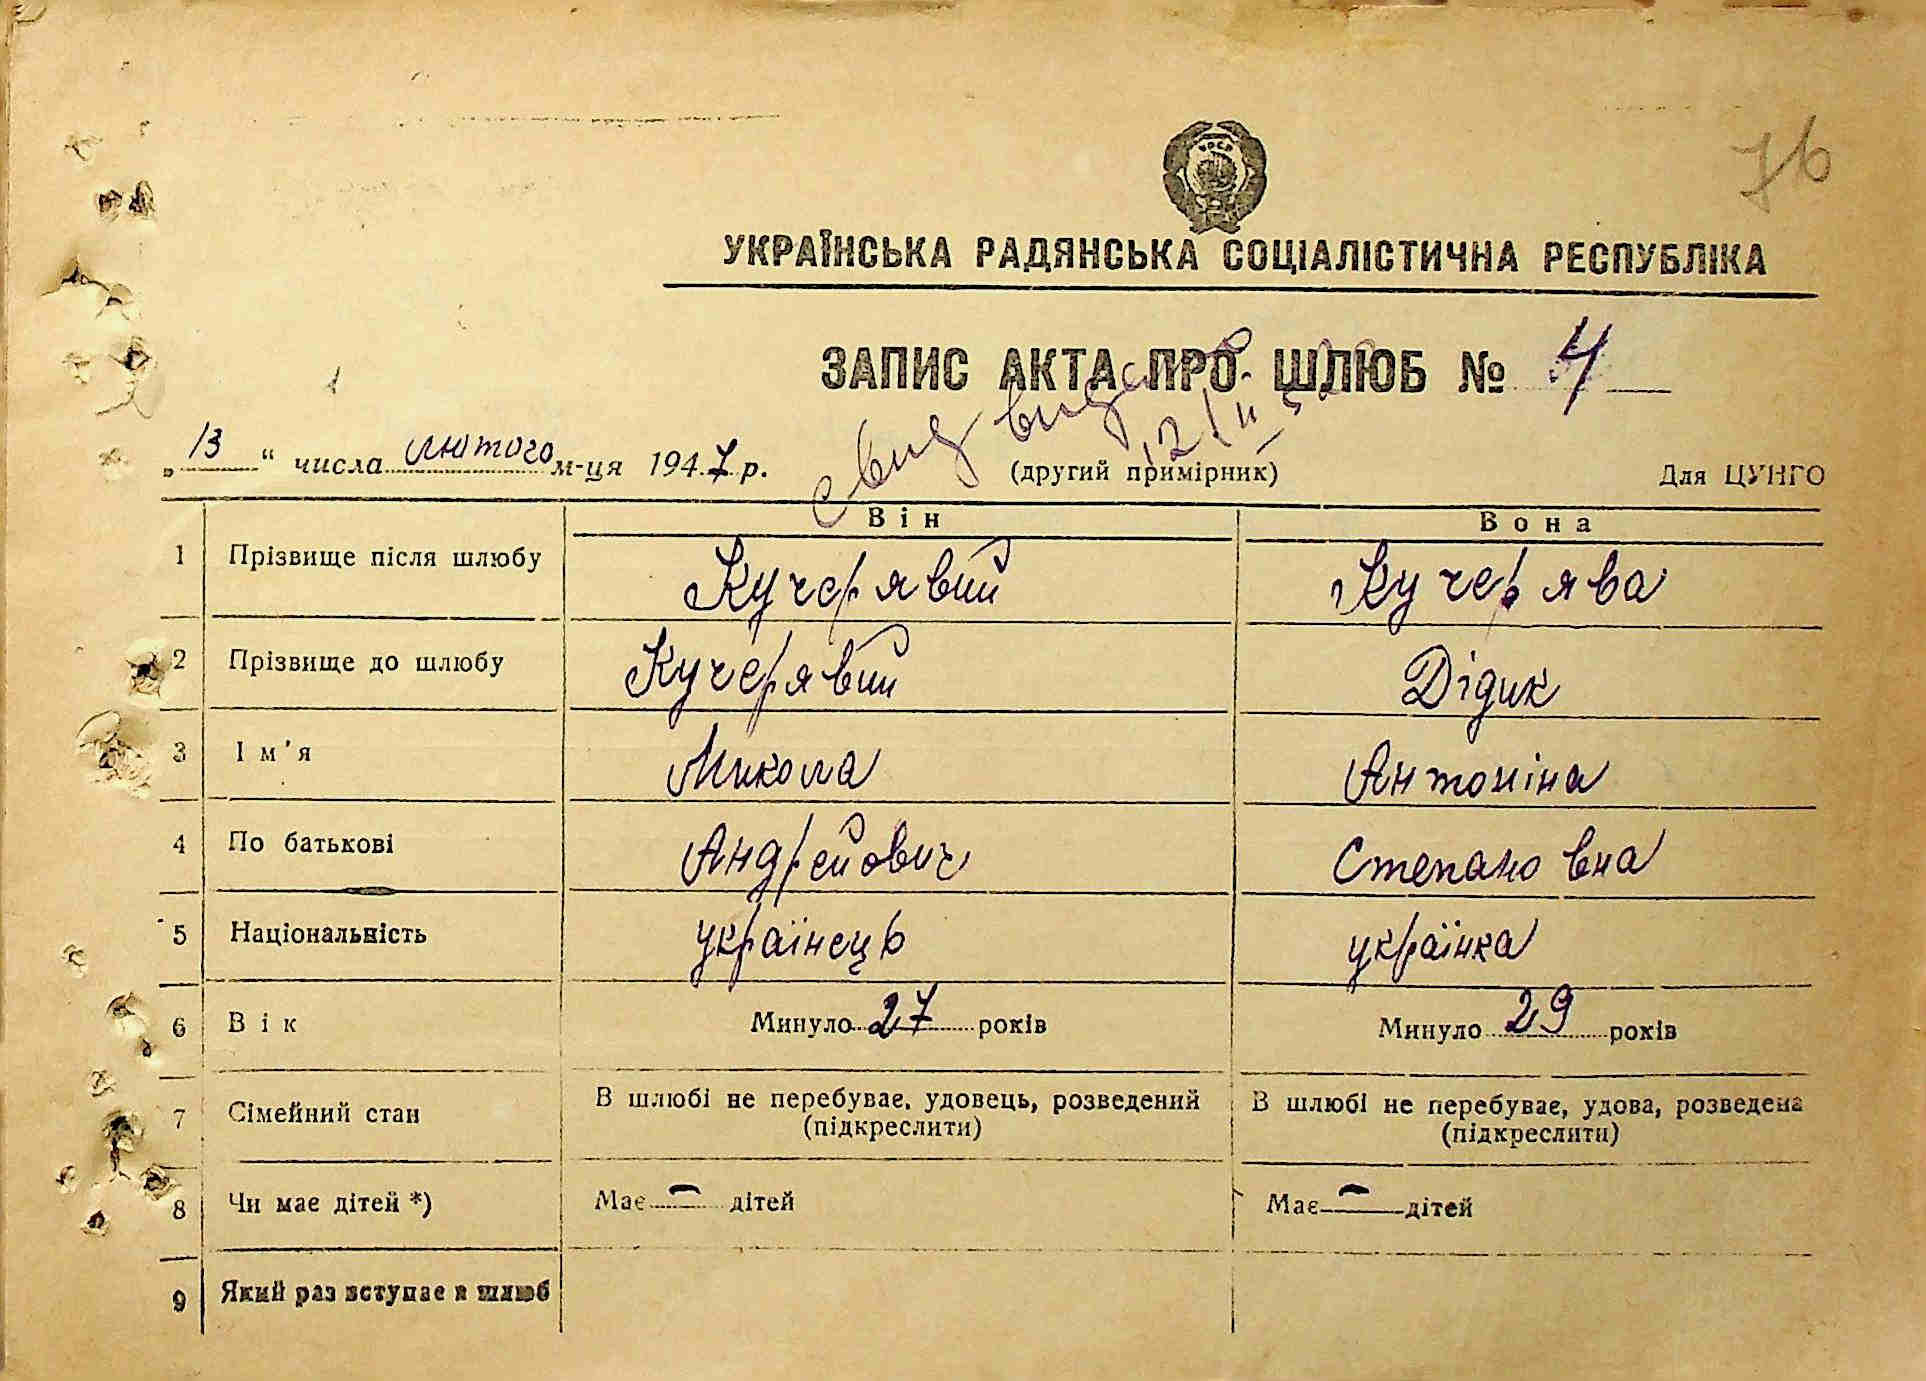 76
УРСР
УКРАЇНСЬКА РАДЯНСЬКА СОЦІАЛІСТИЧНА РЕСПУБЛІКА
ЗАПИС АКТА ПРО ШЛЮБ № 4
„13“ числа лютого м-ця 1947 р. (другий примірник) Для ЦУНГО
Він Вона
1 Прізвище після шлюбу Кучерявий Кучерява
2 Прізвище до шлюбу Кучерявий Дідик
3 Ім'я Микола Антоніна
4 По батькові Андрейович Степановна
5 Національність українець українка
6 Вік Минуло 27 років Минуло 29 років
7 Сімейний стан В шлюбі не перебуває, удовець, розведений В шлюбі не перебуває, удова, розведена
(підкреслити) (підкреслити)
8 Чи має дітей *) Має — дітей Має — дітей
9 Який раз вступає в шлюб